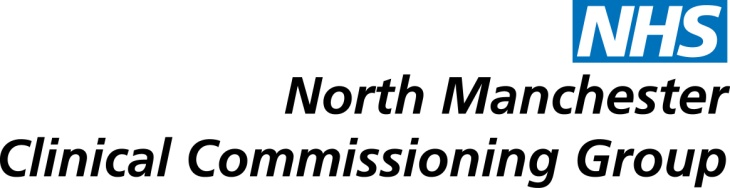 NHS
North Manchester
Clinical Commissioning Group